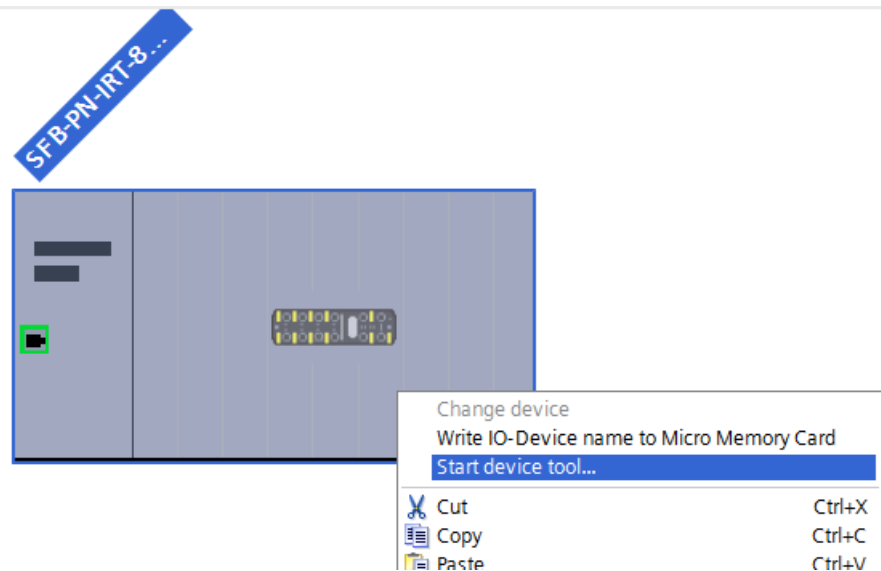 SFB-PN-IRT-8...
Change device
Write IO-Device name to Micro Memory Card
Start device tool...
Cut Ctrl+X
Copy Ctrl+C
Paste Ctrl+V